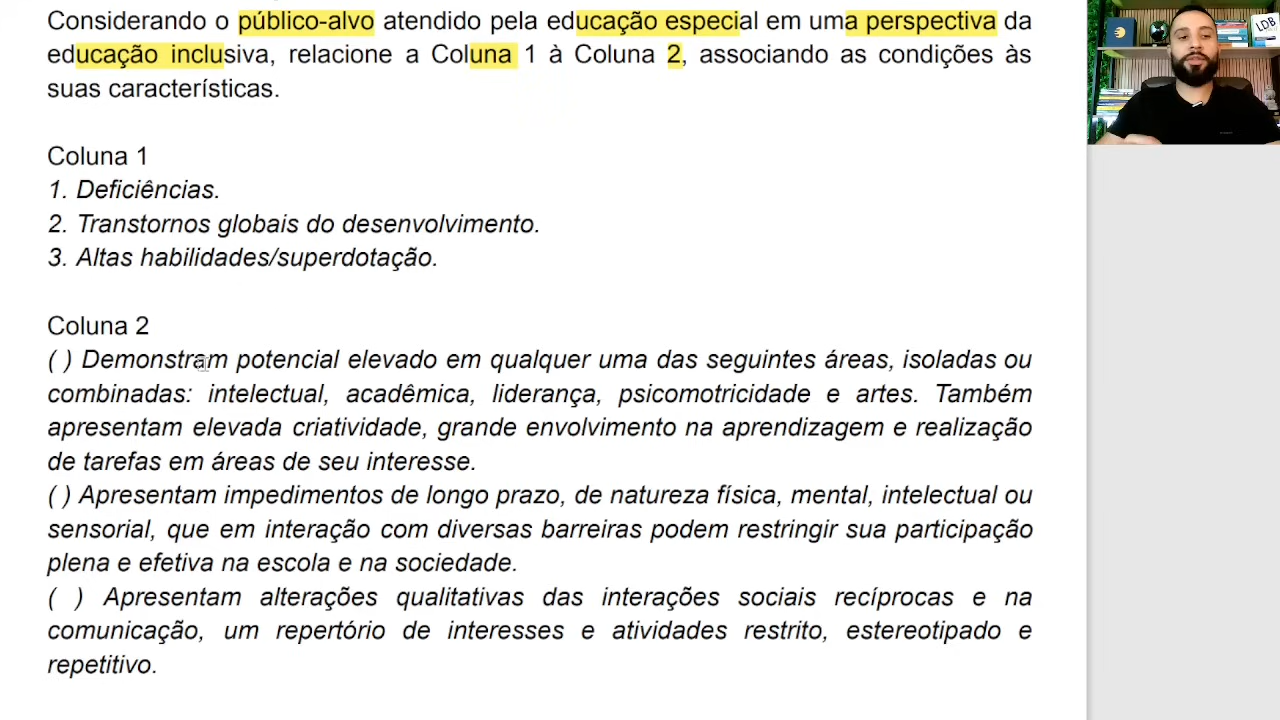 Considerando o público-alvo atendido pela educação especial em uma perspectiva da
educação inclusiva, relacione a Coluna 1 à Coluna 2, associando as condições às
suas características.
Coluna 1
1. Deficiências.
2. Transtornos globais do desenvolvimento.
3. Altas habilidades/superdotação.
Coluna 2
( ) Demonstram potencial elevado em qualquer uma das seguintes áreas, isoladas ou
combinadas: intelectual, acadêmica, liderança, psicomotricidade e artes. Também
apresentam elevada criatividade, grande envolvimento na aprendizagem e realização
de tarefas em áreas de seu interesse.
( ) Apresentam impedimentos de longo prazo, de natureza física, mental, intelectual ou
sensorial, que em interação com diversas barreiras podem restringir sua participação
plena e efetiva na escola e na sociedade.
( ) Apresentam alterações qualitativas das interações sociais recíprocas e na
comunicação, um repertório de interesses e atividades restrito, estereotipado e
repetitivo.
LDB